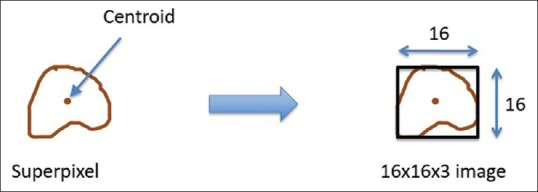 Centroid
16
16
Superpixel
16x16x3 image